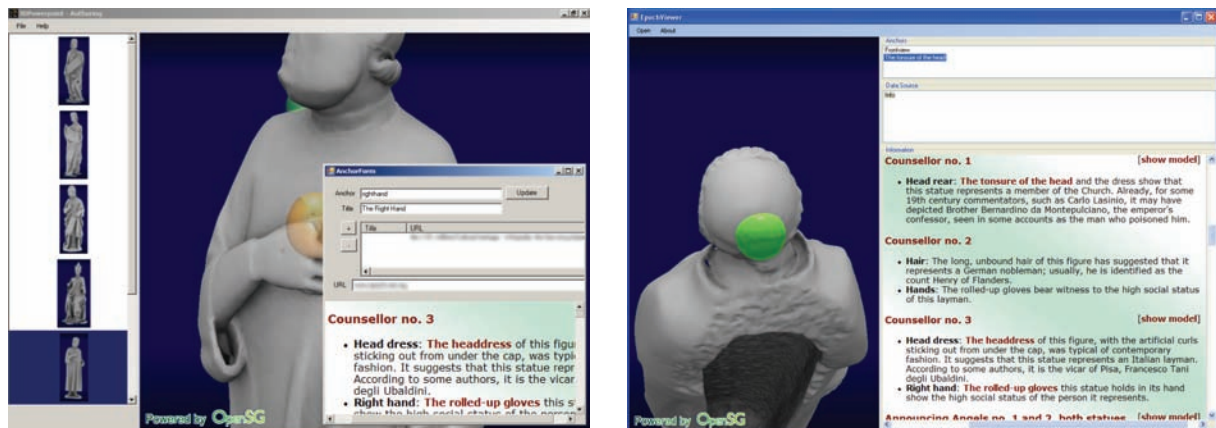 3DPowerpoint - Authoring
File Help
AnchorForm
Anchor righthand Update
Title The Right Hand
+ Title URL
-
URL
Counsellor no. 3
• Head dress: The headdress of this figu
sticking out from under the cap, was typi
fashion. It suggests that this statue repr
According to some authors, it is the vicar
degli Ubaldini.
• Right hand: The rolled-up gloves this s
show the high social status of the person
Powered by OpenSG
EpochViewer
Open About
Anchors
Frontview
The tonsure of the head
Data Source
Info
Information
Counsellor no. 1 [show model]
• Head rear: The tonsure of the head and the dress show that
this statue represents a member of the Church. Already, for some
19th century commentators, such as Carlo Lasinio, it may have
depicted Brother Bernardino da Montepulciano, the emperor's
confessor, seen in some accounts as the man who poisoned him.
Counsellor no. 2
• Hair: The long, unbound hair of this figure has suggested that it
represents a German nobleman; usually, he is identified as the
count Henry of Flanders.
• Hands: The rolled-up gloves bear witness to the high social status
of this layman.
Counsellor no. 3 [show model]
• Head dress: The headdress of this figure, with the artificial curls
sticking out from under the cap, was typical of contemporary
fashion. It suggests that this statue represents an Italian layman.
According to some authors, it is the vicar of Pisa, Francesco Tani
degli Ubaldini.
• Right hand: The rolled-up gloves this statue holds in its hand
show the high social status of the person it represents.
Announcing Angels no. 1 and 2, both statues [show model]
Powered by OpenSG